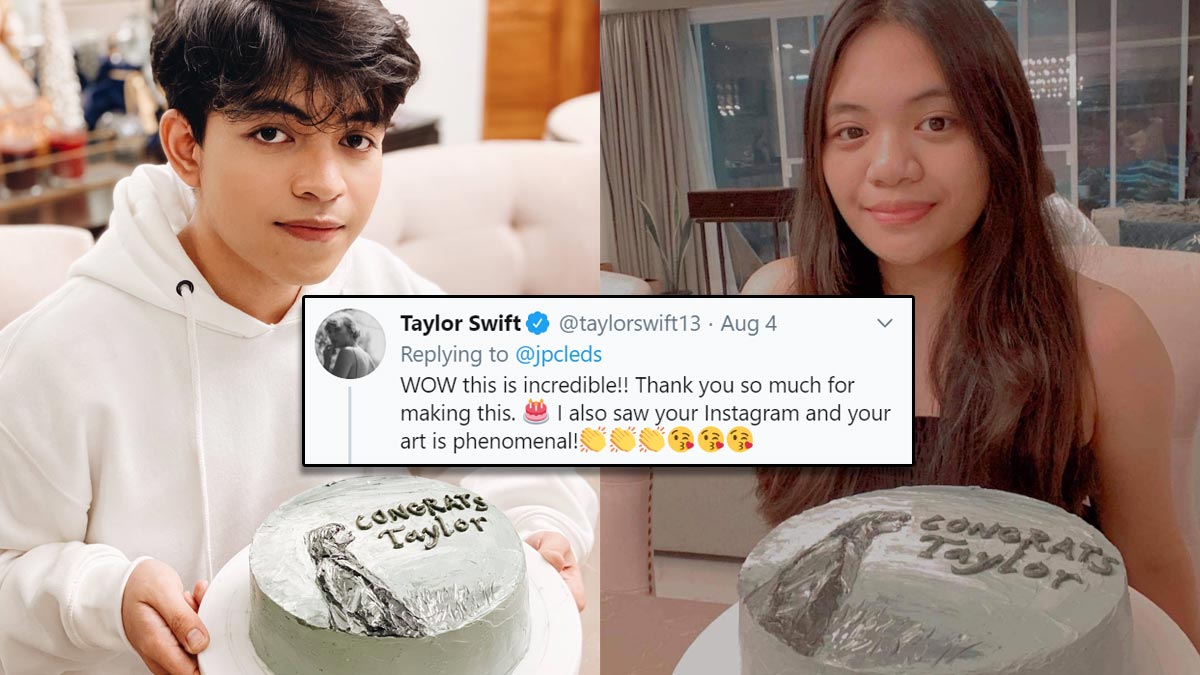 Taylor Swift @taylorswift13 · Aug 4
Replying to @jpcleds
WOW this is incredible!! Thank you so much for
making this. 🎂 I also saw your Instagram and your
art is phenomenal!👏👏👏😘😘😘
CONGRATS
Taylor
CONGRATS
Taylor